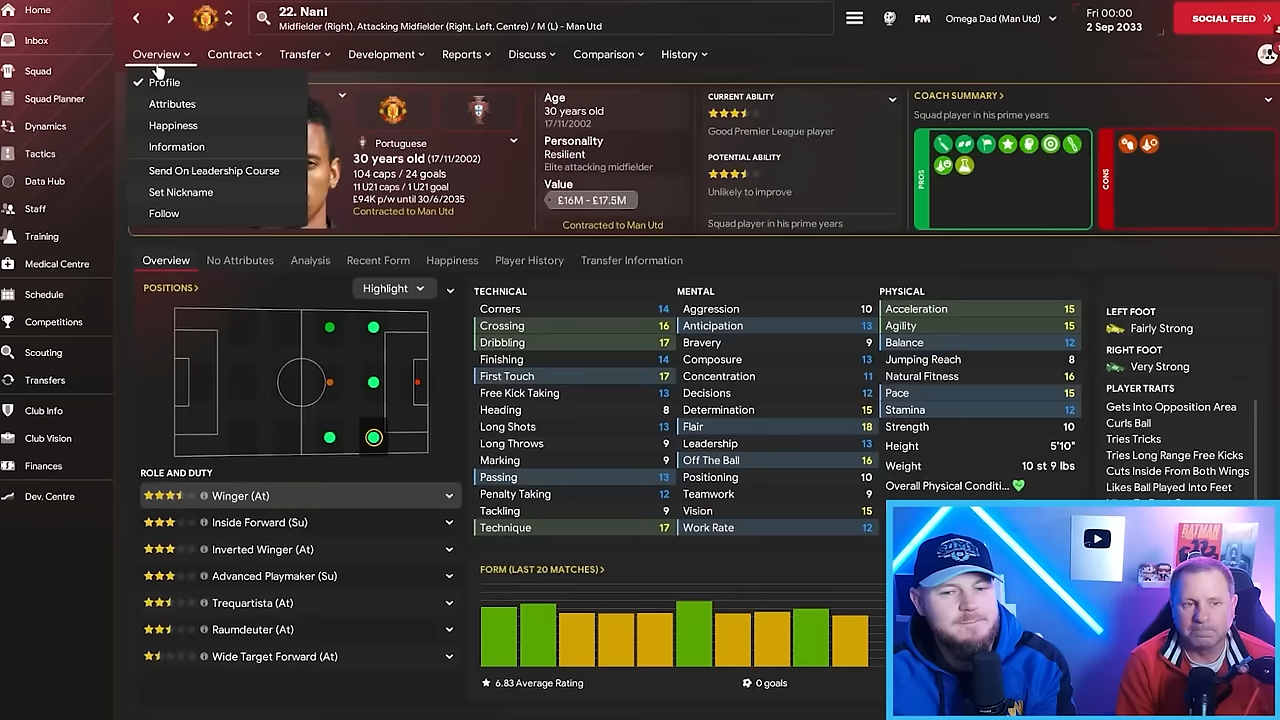 Home
Inbox
Squad
Squad Planner
Dynamics
Tactics
Data Hub
Staff
Training
Medical Centre
Schedule
Competitions
Scouting
Transfers
Club Info
Club Vision
Finances
Dev. Centre
22. Nani
Midfielder (Right), Attacking Midfielder (Right, Left, Centre) / M (L) - Man Utd
FM
Omega Dad (Man Utd)
Fri 00:00
2 Sep 2033
SOCIAL FEED
Overview
Contract
Transfer
Development
Reports
Discuss
Comparison
History
Profile
Attributes
Happiness
Information
Send On Leadership Course
Set Nickname
Follow
Portuguese
30 years old (17/11/2002)
104 caps / 24 goals
11 U21 caps / 1 U21 goal
£94K p/w until 30/6/2035
Contracted to Man Utd
Age
30 years old
17/11/2002
Personality
Resilient
Elite attacking midfielder
Value
£16M - £17.5M
Contracted to Man Utd
CURRENT ABILITY
Good Premier League player
POTENTIAL ABILITY
Unlikely to improve
Squad player in his prime years
COACH SUMMARY >
Squad player in his prime years
PROS
CONS
Overview
No Attributes
Analysis
Recent Form
Happiness
Player History
Transfer Information
POSITIONS >
Highlight
ROLE AND DUTY
Winger (At)
Inside Forward (Su)
Inverted Winger (At)
Advanced Playmaker (Su)
Trequartista (At)
Raumdeuter (At)
Wide Target Forward (At)
TECHNICAL
Corners 14
Crossing 16
Dribbling 17
Finishing 14
First Touch 17
Free Kick Taking 13
Heading 8
Long Shots 13
Long Throws 9
Marking 9
Passing 13
Penalty Taking 12
Tackling 9
Technique 17
MENTAL
Aggression 10
Anticipation 13
Bravery 9
Composure 13
Concentration 11
Decisions 12
Determination 15
Flair 18
Leadership 13
Off The Ball 16
Positioning 10
Teamwork 9
Vision 15
Work Rate 12
PHYSICAL
Acceleration 15
Agility 15
Balance 12
Jumping Reach 8
Natural Fitness 16
Pace 15
Stamina 12
Strength 10
Height 5'10"
Weight 10 st 9 lbs
Overall Physical Conditi...
LEFT FOOT
Fairly Strong
RIGHT FOOT
Very Strong
PLAYER TRAITS
Gets Into Opposition Area
Curls Ball
Tries Tricks
Tries Long Range Free Kicks
Cuts Inside From Both Wings
Likes Ball Played Into Feet
FORM (LAST 20 MATCHES) >
6.83 Average Rating
0 goals
BATMAN